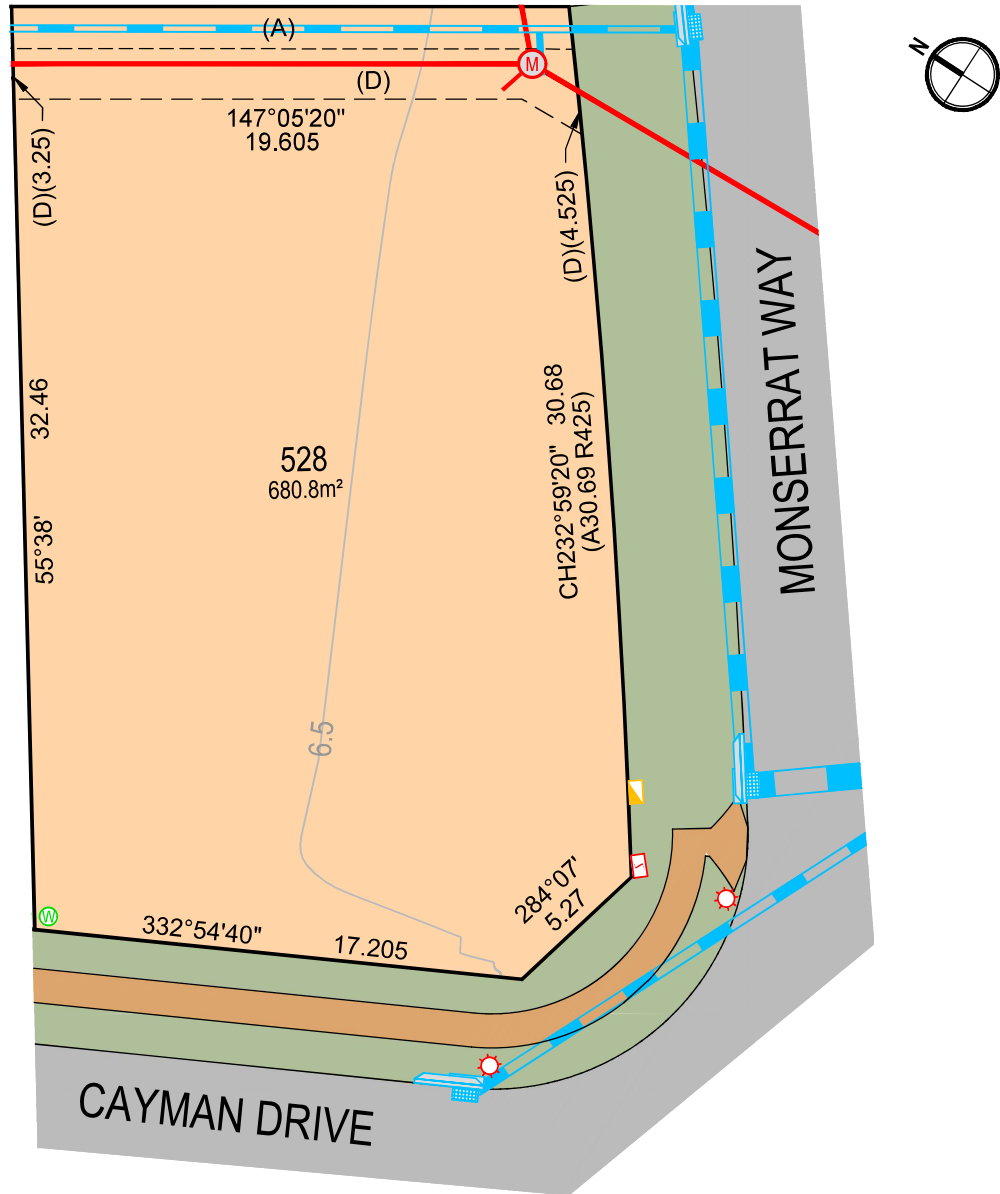 (A)
N
M
(D)
147°05'20"
19.605
(D)(3.25)
(D)(4.525)
MONSERRAT WAY
32.46
55°38'
528
680.8m²
CH232°59'20" 30.68
(A30.69 R425)
6.5
W
332°54'40" 17.205
284°07'
5.27
CAYMAN DRIVE